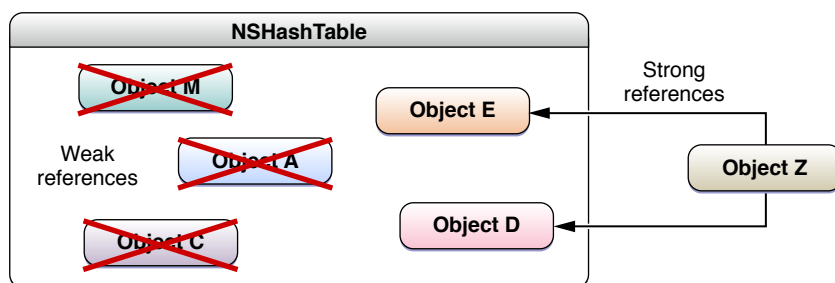 NSHashTable
Object M
Strong
references
Object E
Weak
references
Object A
Object Z
Object D
Object C